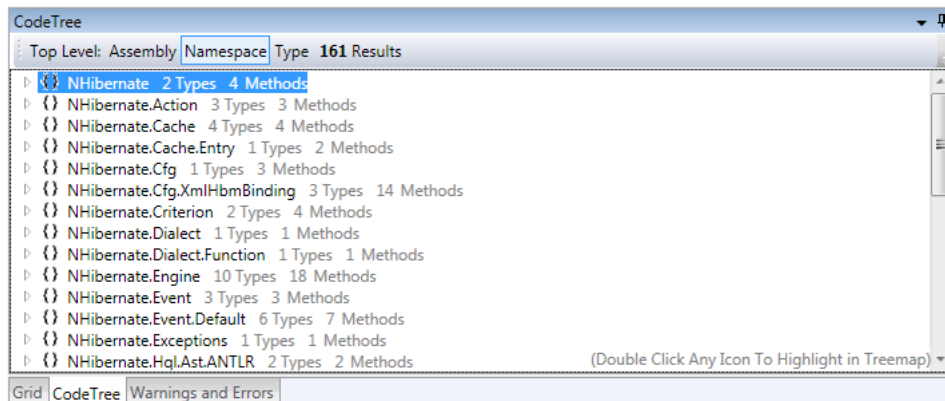 CodeTree
Top Level: Assembly Namespace Type 161 Results
{} NHibernate 2 Types 4 Methods
{} NHibernate.Action 3 Types 3 Methods
{} NHibernate.Cache 4 Types 4 Methods
{} NHibernate.Cache.Entry 1 Types 2 Methods
{} NHibernate.Cfg 1 Types 3 Methods
{} NHibernate.Cfg.XmlHbmBinding 3 Types 14 Methods
{} NHibernate.Criterion 2 Types 4 Methods
{} NHibernate.Dialect 1 Types 1 Methods
{} NHibernate.Dialect.Function 1 Types 1 Methods
{} NHibernate.Engine 10 Types 18 Methods
{} NHibernate.Event 3 Types 3 Methods
{} NHibernate.Event.Default 6 Types 7 Methods
{} NHibernate.Exceptions 1 Types 1 Methods
{} NHibernate.Hql.Ast.ANTLR 2 Types 2 Methods (Double Click Any Icon To Highlight in Treemap)
Grid CodeTree Warnings and Errors